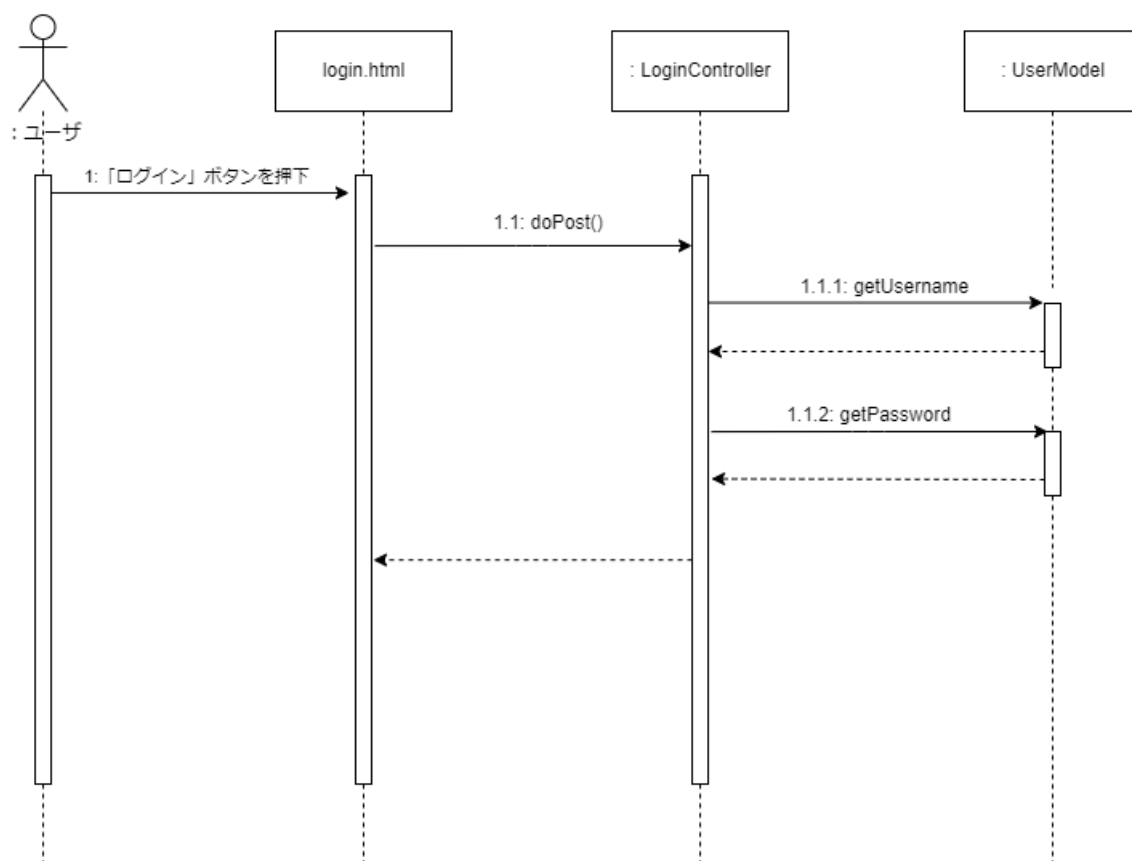 login.html
: LoginController
: UserModel
: ユーザ
1:「ログイン」ボタンを押下
1.1: doPost()
1.1.1: getUsername
1.1.2: getPassword